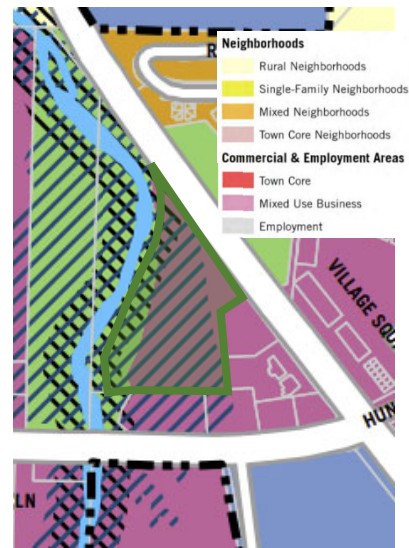 R
Neighborhoods
Rural Neighborhoods
Single-Family Neighborhoods
Mixed Neighborhoods
Town Core Neighborhoods
Commercial & Employment Areas
Town Core
Mixed Use Business
Employment
VILLAGE SQU
HUN
LN